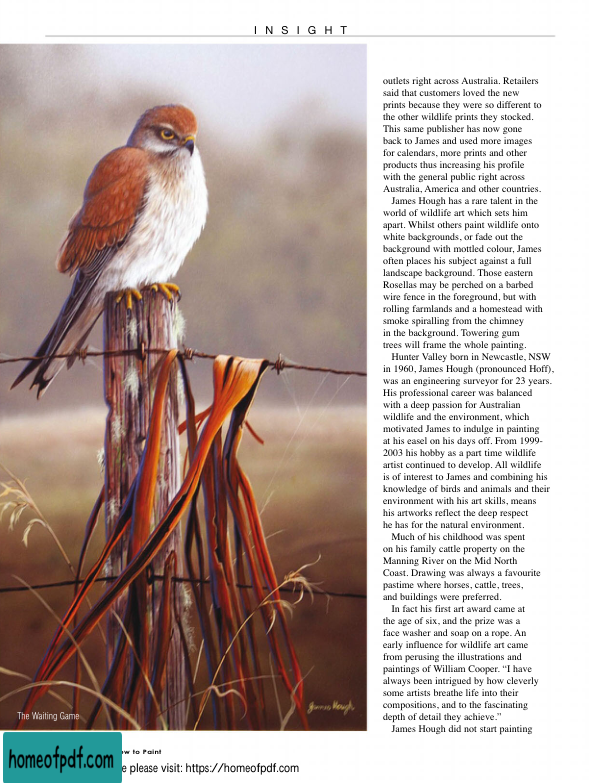 INSIGHT
outlets right across Australia. Retailers
said that customers loved the new
prints because they were so different to
the other wildlife prints they stocked.
This same publisher has now gone
back to James and used more images
for calendars, more prints and other
products thus increasing his profile
with the general public right across
Australia, America and other countries.
James Hough has a rare talent in the
world of wildlife art which sets him
apart. Whilst others paint wildlife onto
white backgrounds, or fade out the
background with mottled colour, James
often places his subject against a full
landscape background. Those eastern
Rosellas may be perched on a barbed
wire fence in the foreground, but with
rolling farmlands and a homestead with
smoke spiralling from the chimney
in the background. Towering gum
trees will frame the whole painting.
Hunter Valley born in Newcastle, NSW
in 1960, James Hough (pronounced Hoff),
was an engineering surveyor for 23 years.
His professional career was balanced
with a deep passion for Australian
wildlife and the environment, which
motivated James to indulge in painting
at his easel on his days off. From 1999-
2003 his hobby as a part time wildlife
artist continued to develop. All wildlife
is of interest to James and combining his
knowledge of birds and animals and their
environment with his art skills, means
his artworks reflect the deep respect
he has for the natural environment.
Much of his childhood was spent
on his family cattle property on the
Manning River on the Mid North
Coast. Drawing was always a favourite
pastime where horses, cattle, trees,
and buildings were preferred.
In fact his first art award came at
the age of six, and the prize was a
face washer and soap on a rope. An
early influence for wildlife art came
from perusing the illustrations and
paintings of William Cooper. “I have
always been intrigued by how cleverly
some artists breathe life into their
compositions, and to the fascinating
depth of detail they achieve.”
James Hough did not start painting
James Hough
The Waiting Game
to Paint
homeofpdf.com
please visit: https://homeofpdf.com